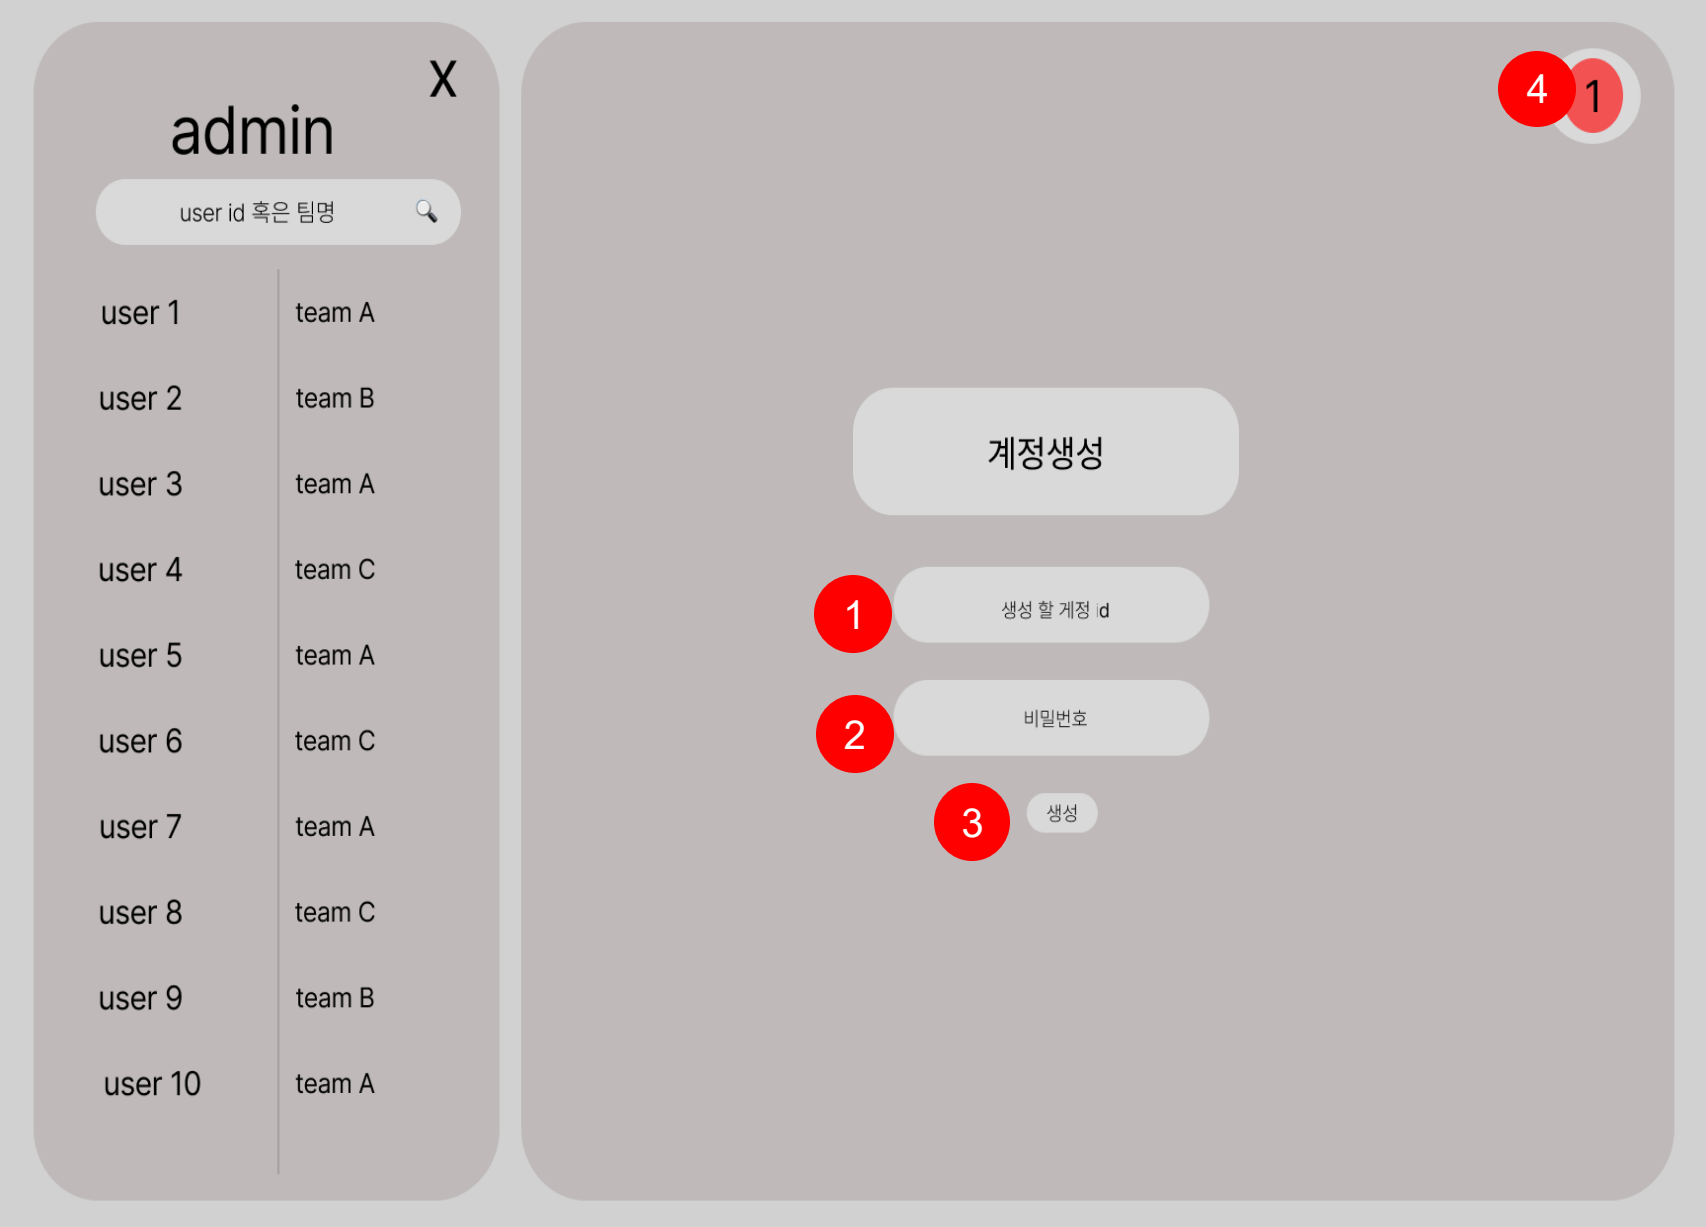 X
admin
user id 혹은 팀명
user 1 team A
user 2 team B
user 3 team A
user 4 team C
user 5 team A
user 6 team C
user 7 team A
user 8 team C
user 9 team B
user 10 team A
4 1
계정생성
1 생성 할 게정 id
2 비밀번호
3 생성